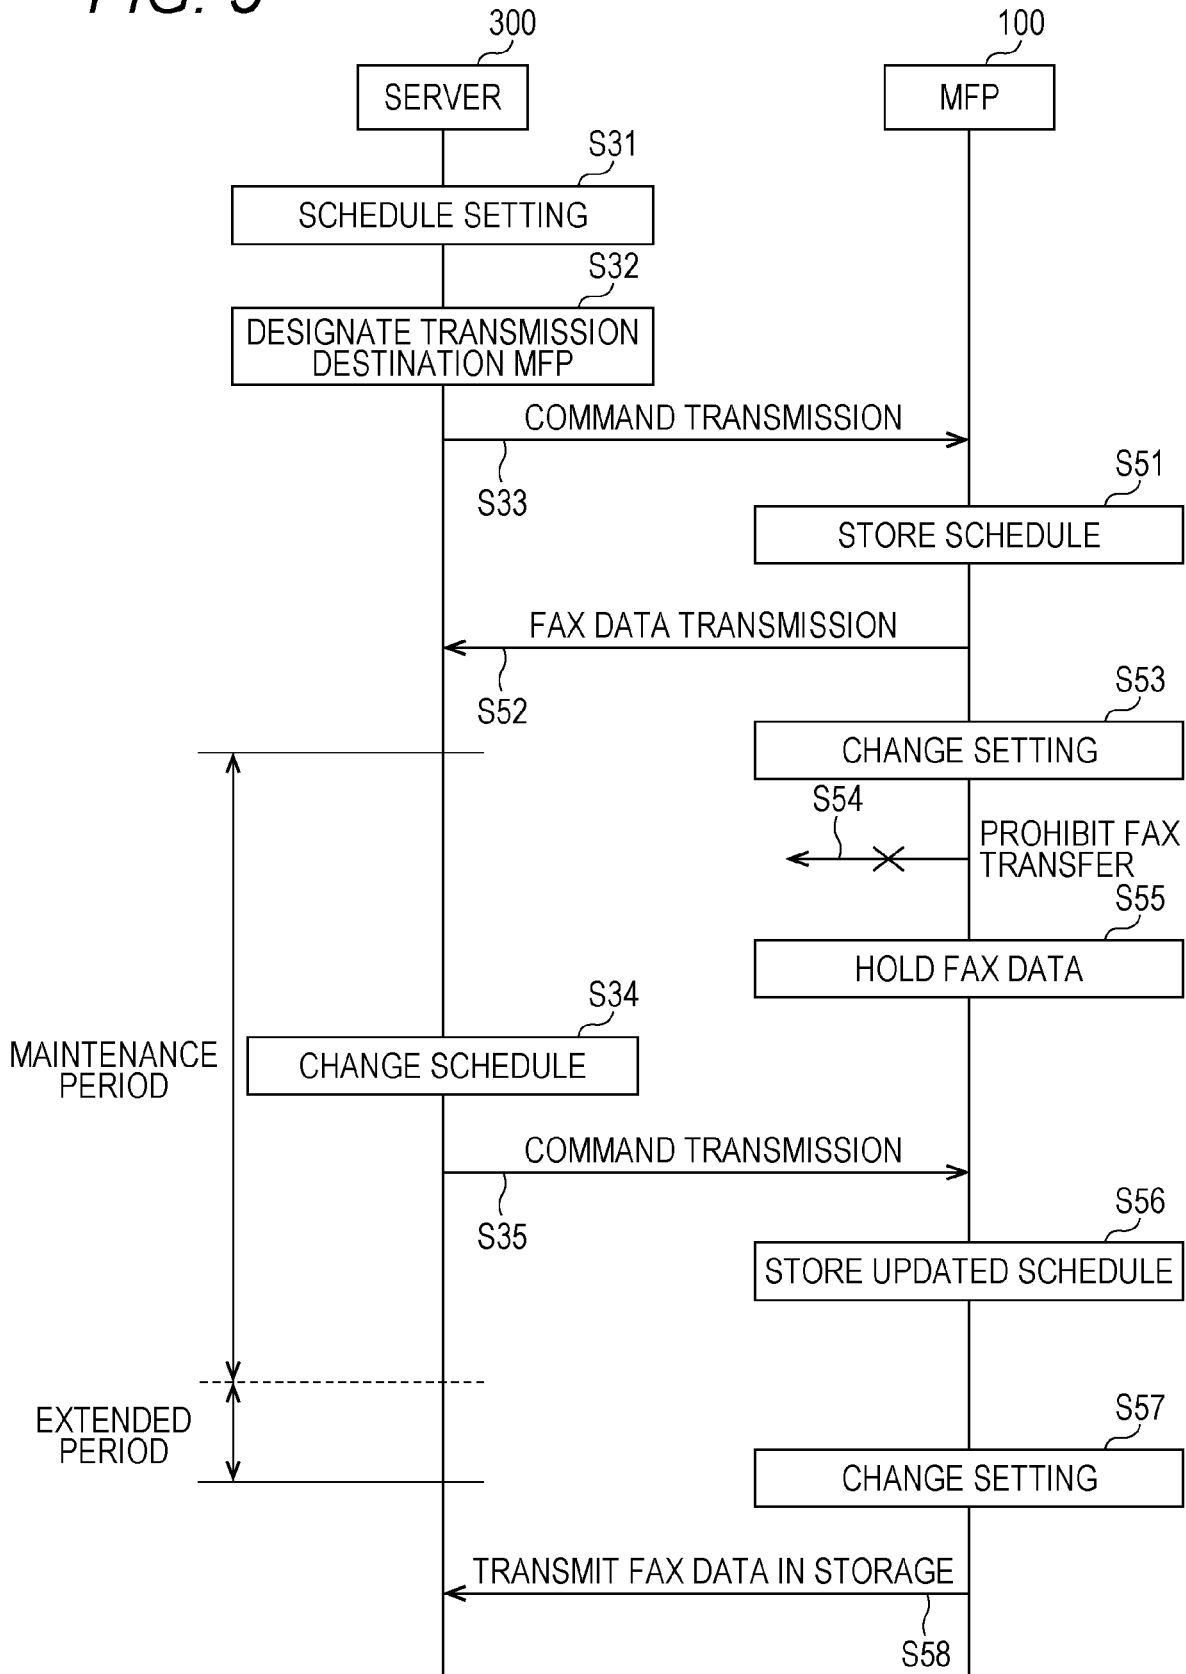 FIG.
300
100
SERVER
MFP
S31
SCHEDULE SETTING
S32
DESIGNATE TRANSMISSION
DESTINATION MFP
COMMAND TRANSMISSION
S33
S51
STORE SCHEDULE
FAX DATA TRANSMISSION
S52
S53
CHANGE SETTING
S54
PROHIBIT FAX
TRANSFER
S55
HOLD FAX DATA
S34
CHANGE SCHEDULE
MAINTENANCE
PERIOD
COMMAND TRANSMISSION
S35
S56
STORE UPDATED SCHEDULE
EXTENDED
PERIOD
S57
CHANGE SETTING
TRANSMIT FAX DATA IN STORAGE
S58